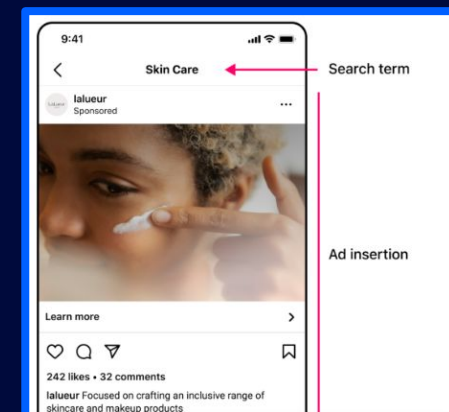 9:41
Skin Care
Search term
lalueur
Sponsored
Ad insertion
Learn more
242 likes • 32 comments
lalueur Focused on crafting an inclusive range of
skincare and makeup products